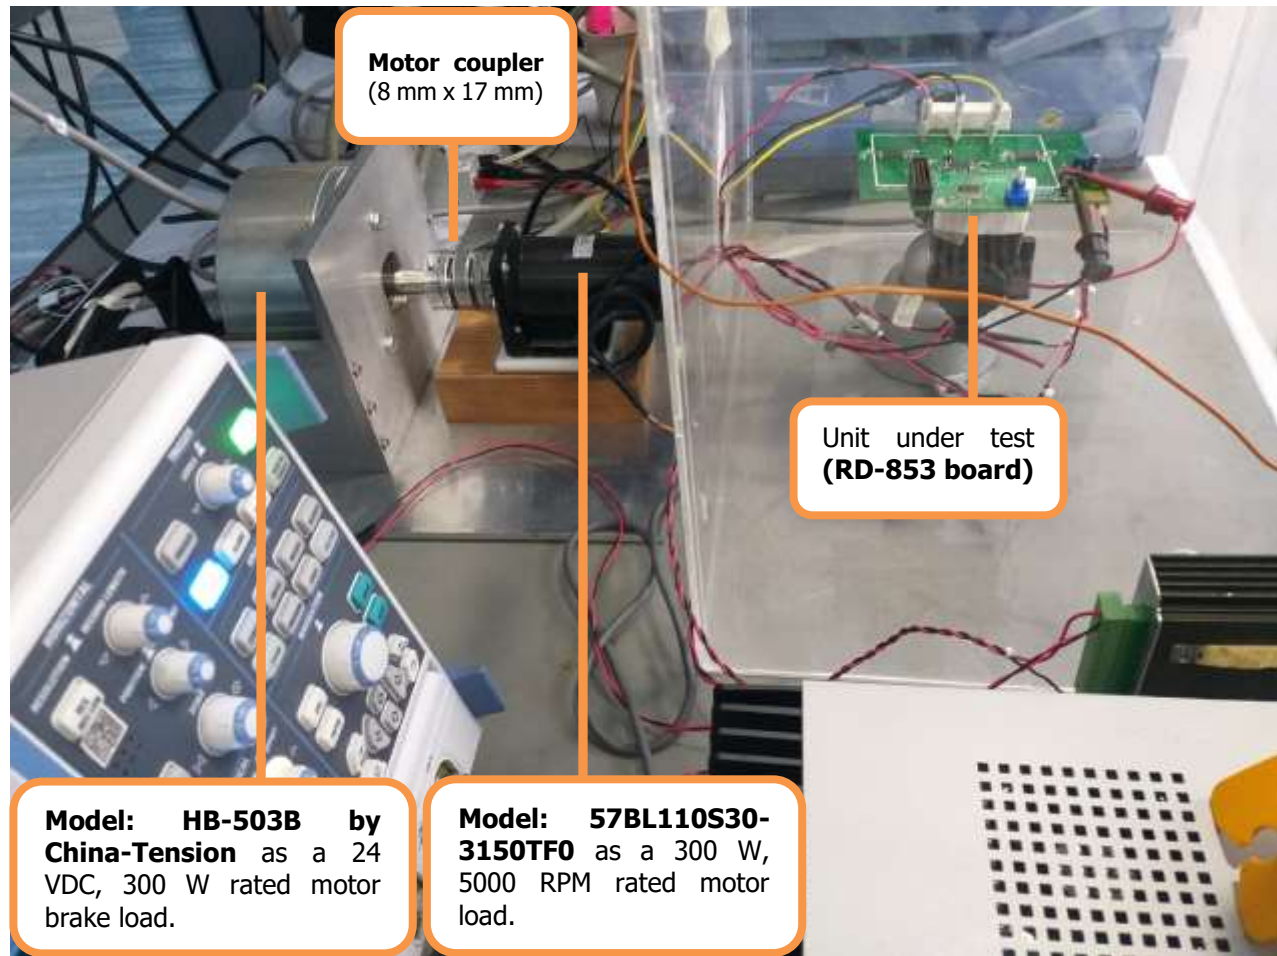 Motor coupler
(8 mm x 17 mm)
Unit under test
(RD-853 board)
Model: HB-503B by
China-Tension as a 24
VDC, 300 W rated motor
brake load.
Model: 57BL110S30-
3150TF0 as a 300 W,
5000 RPM rated motor
load.